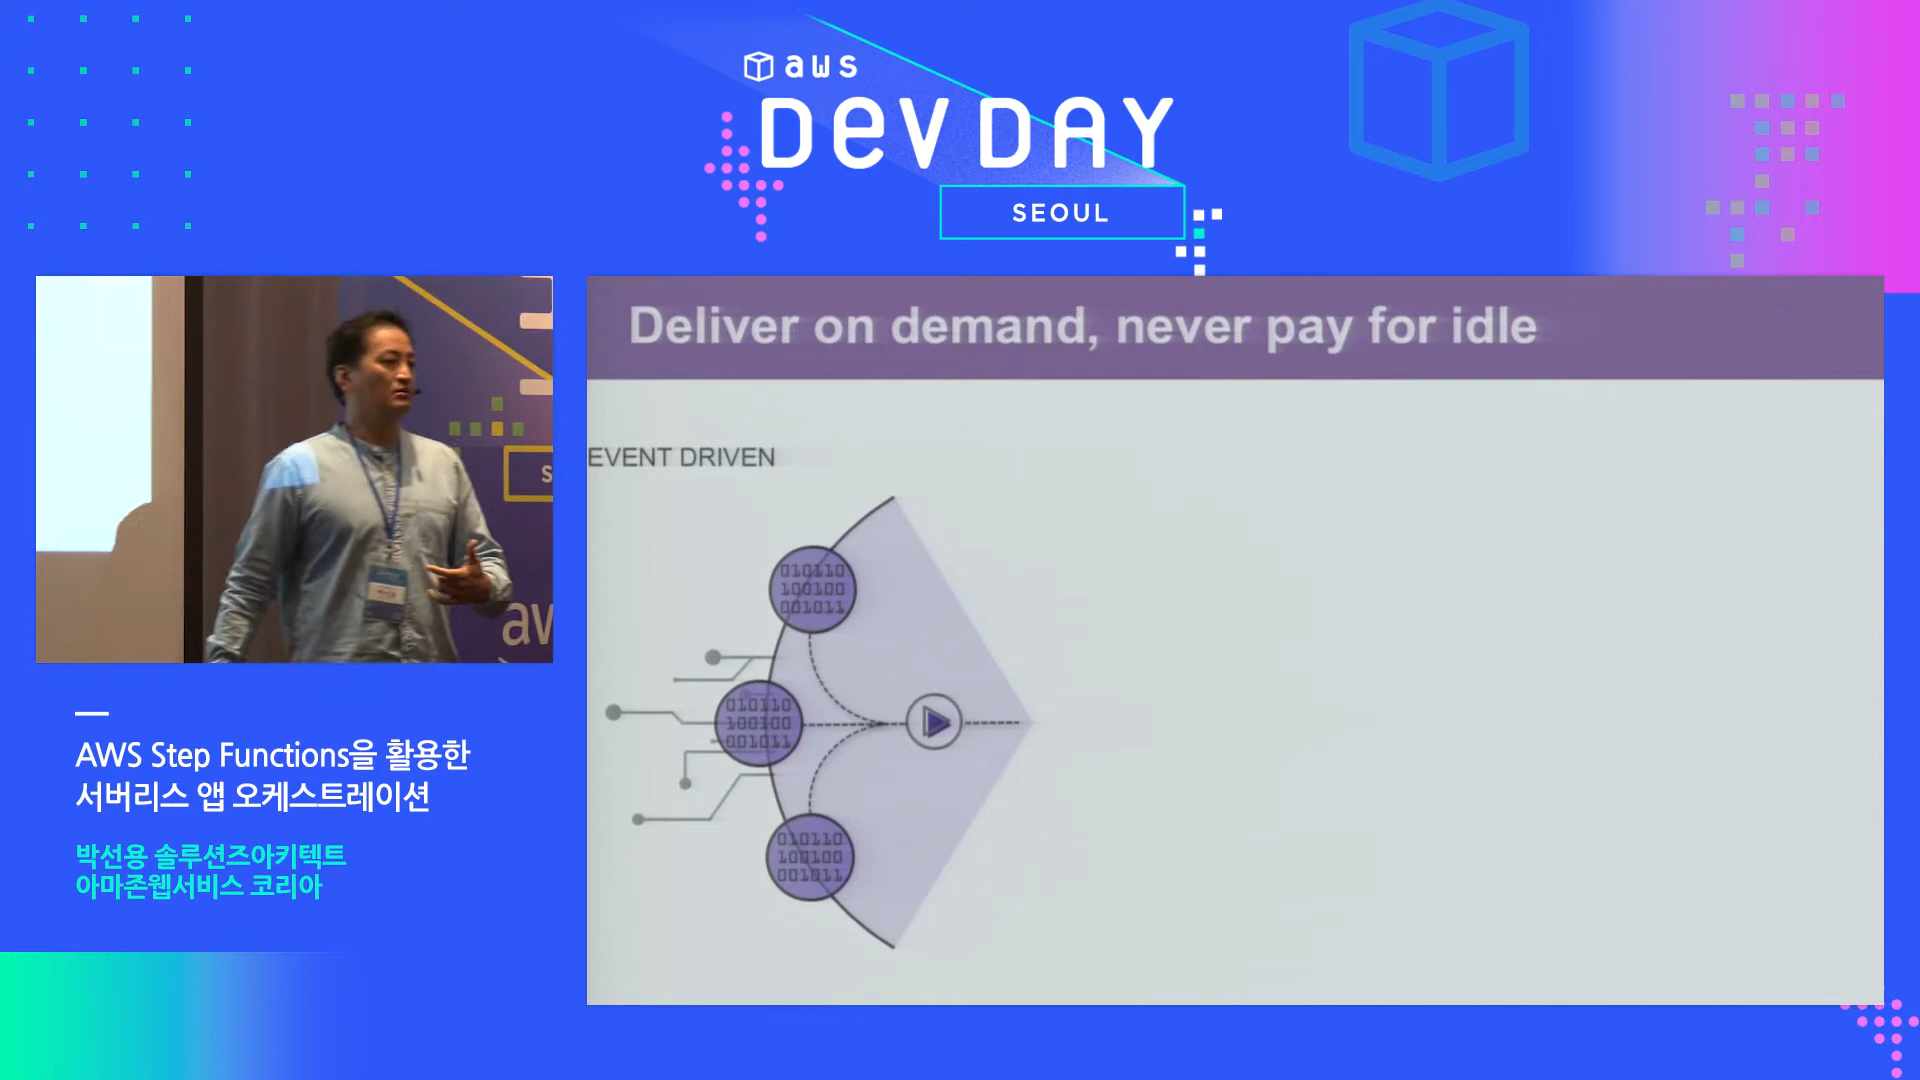 aws
DEV DAY
SEOUL
Deliver on demand, never pay for idle
EVENT DRIVEN
010110
100100
001011
010110
100100
001011
010110
100100
001011
AWS Step Functions을 활용한
서버리스 앱 오케스트레이션
박선용 솔루션즈아키텍트
아마존웹서비스 코리아